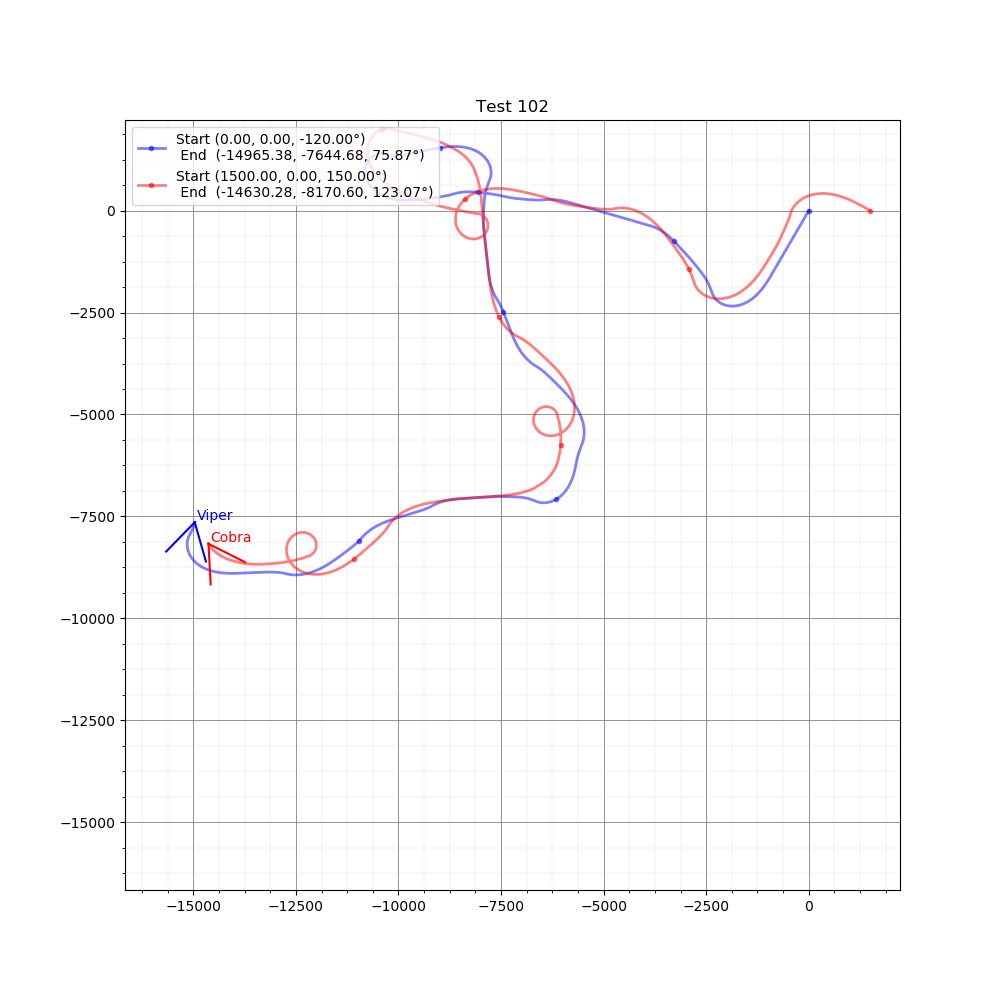 Test 102
Start (0.00, 0.00, -120.00°)
End  (-14965.38, -7644.68, 75.87°)
Start (1500.00, 0.00, 150.00°)
End  (-14630.28, -8170.60, 123.07°)
0
−2500
−5000
−7500
−10000
−12500
−15000
Viper
Cobra
−15000 −12500 −10000 −7500 −5000 −2500 0